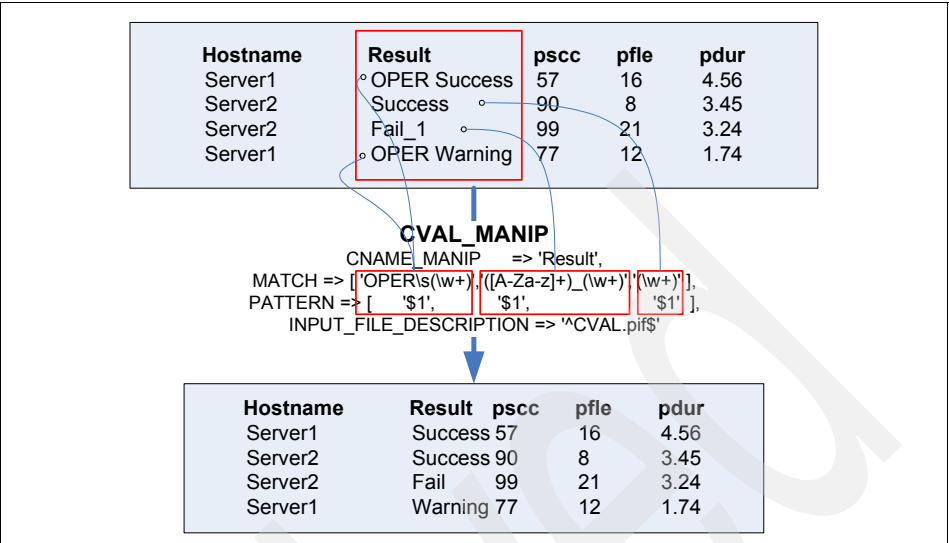 Hostname Result pscc pfle pdur
Server1 OPER Success 57 16 4.56
Server2 Success 90 8 3.45
Server2 Fail_1 99 21 3.24
Server1 OPER Warning 77 12 1.74
CVAL_MANIP
CNAME_MANIP => 'Result',
MATCH => [ 'OPER\s(\w+)','([A-Za-z]+)_(\w+)','(\w+)' ],
PATTERN => [ '$1', '$1', '$1' ],
INPUT_FILE_DESCRIPTION => '^CVAL.pif$'
Hostname Result pscc pfle pdur
Server1 Success 57 16 4.56
Server2 Success 90 8 3.45
Server2 Fail 99 21 3.24
Server1 Warning 77 12 1.74